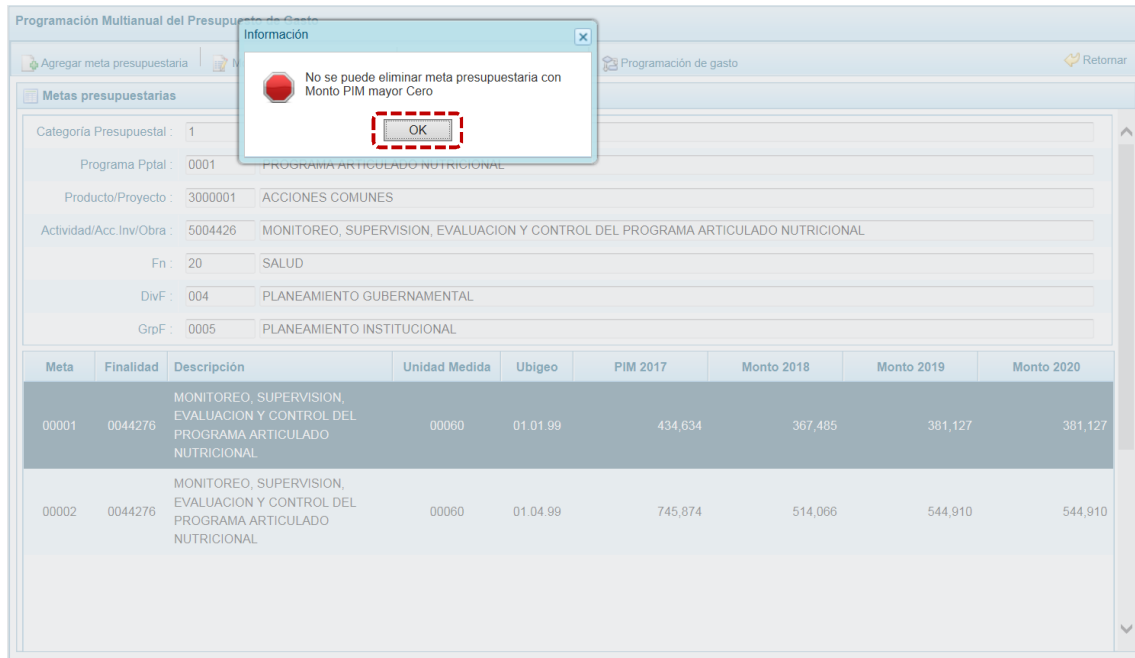 Programación Multianual del Presupuesto de Gasto
Información
Agregar meta presupuestaria
Programación de gasto
Retornar
No se puede eliminar meta presupuestaria con
Monto PIM mayor Cero
OK
Metas presupuestarias
Categoría Presupuestal : 1
Programa Pptal : 0001 PROGRAMA ARTICULADO NUTRICIONAL
Producto/Proyecto : 3000001 ACCIONES COMUNES
Actividad/Acc.Inv/Obra : 5004426 MONITOREO, SUPERVISION, EVALUACION Y CONTROL DEL PROGRAMA ARTICULADO NUTRICIONAL
Fn : 20 SALUD
DivF : 004 PLANEAMIENTO GUBERNAMENTAL
GrpF : 0005 PLANEAMIENTO INSTITUCIONAL
Meta Finalidad Descripción Unidad Medida Ubigeo PIM 2017 Monto 2018 Monto 2019 Monto 2020
MONITOREO, SUPERVISION,
EVALUACION Y CONTROL DEL
PROGRAMA ARTICULADO
NUTRICIONAL
00001 0044276 00060 01.01.99 434,634 367,485 381,127 381,127
MONITOREO, SUPERVISION,
EVALUACION Y CONTROL DEL
PROGRAMA ARTICULADO
NUTRICIONAL
00002 0044276 00060 01.04.99 745,874 514,066 544,910 544,910